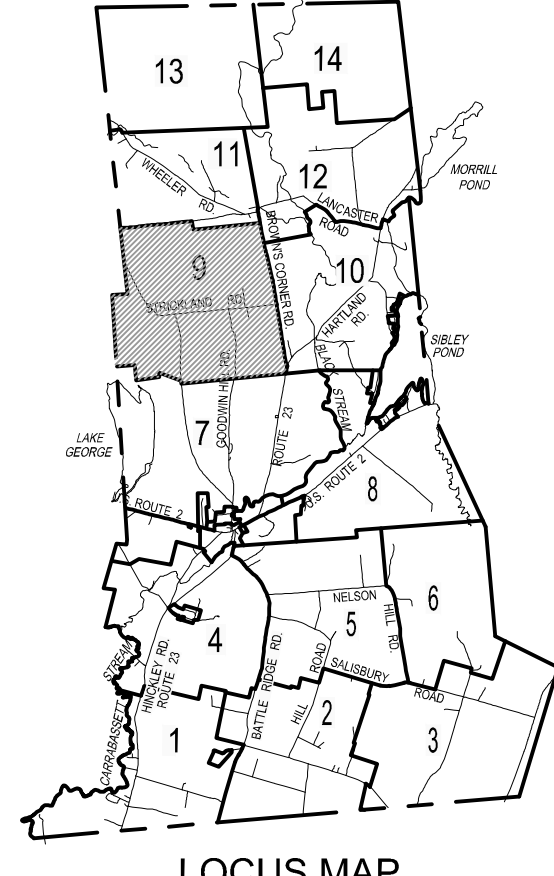 13
14
11
WHEELER RD
12
MORRILL
POND
LANCASTER
ROAD
BROWN'S CORNER RD.
9
10
STRICKLAND RD.
HARTLAND
RD.
SIBLEY
POND
BLACK STREAM
GOODWIN HILL RD.
7
ROUTE 23
LAKE
GEORGE
U.S. ROUTE 2
U.S. ROUTE 2
8
NELSON
HILL RD.
6
5
4
HINCKLEY RD.
ROUTE 23
STREAM
CARRABASSETT
BATTLE RIDGE RD.
HILL ROAD
SALISBURY
ROAD
2
1
3
LOCUS MAP